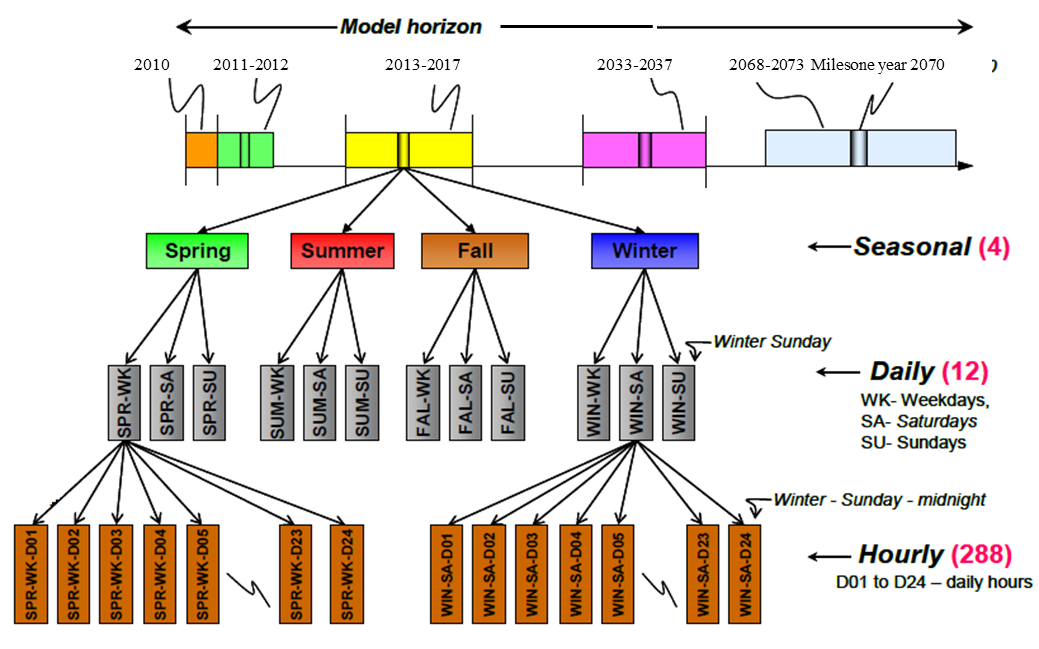 Model horizon
2010
2011-2012
2013-2017
2033-2037
2068-2073 Milesone year 2070
Spring
Summer
Fall
Winter
Seasonal (4)
Winter Sunday
SPR-WK
SPR-SA
SPR-SU
SUM-WK
SUM-SA
SUM-SU
FAL-WK
FAL-SA
FAL-SU
WIN-WK
WIN-SA
WIN-SU
Daily (12)
WK- Weekdays,
SA- Saturdays
SU- Sundays
Winter - Sunday - midnight
SPR-WK-D01
SPR-WK-D02
SPR-WK-D03
SPR-WK-D04
SPR-WK-D05
SPR-WK-D23
SPR-WK-D24
WIN-SA-D01
WIN-SA-D02
WIN-SA-D03
WIN-SA-D04
WIN-SA-D05
WIN-SA-D23
WIN-SA-D24
Hourly (288)
D01 to D24 – daily hours